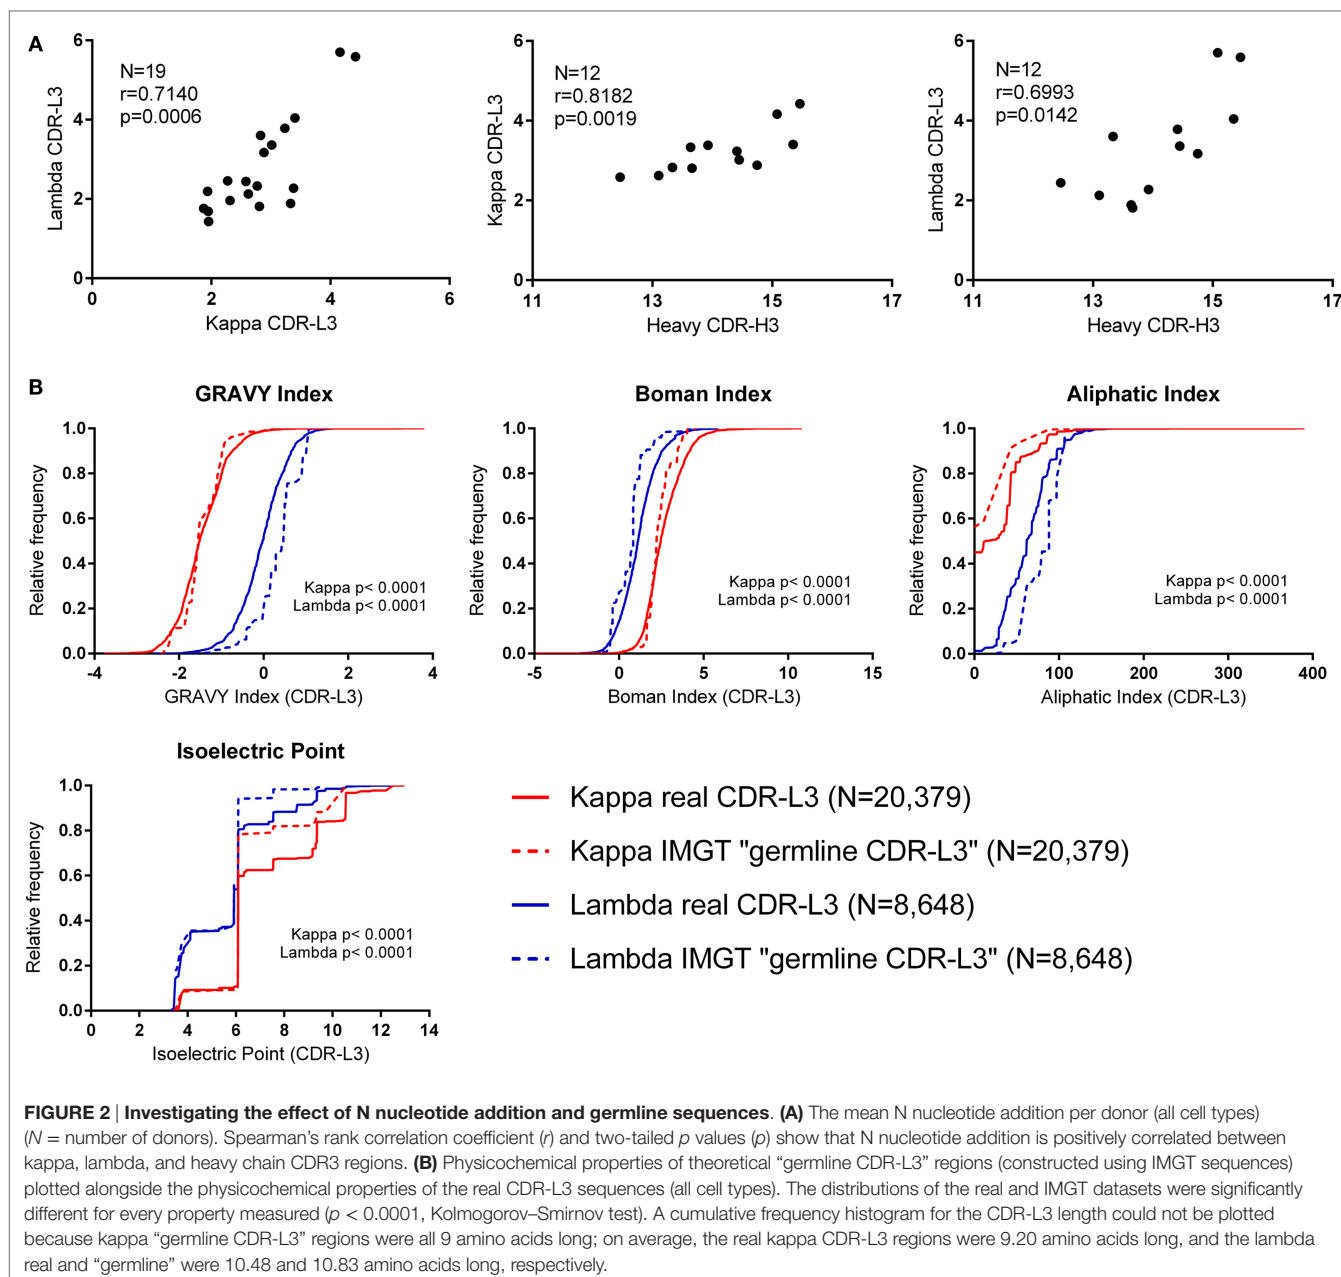 A
6
4
2
0
Lambda CDR-L3
N=19
r=0.7140
p=0.0006
0 2 4 6
Kappa CDR-L3
6
4
2
0
Kappa CDR-L3
N=12
r=0.8182
p=0.0019
11 13 15 17
Heavy CDR-H3
6
4
2
0
Lambda CDR-L3
N=12
r=0.6993
p=0.0142
11 13 15 17
Heavy CDR-H3
B
GRAVY Index
1.0
0.8
0.6
0.4
0.2
0.0
Relative frequency
Kappa p< 0.0001
Lambda p< 0.0001
-4 -2 0 2 4
GRAVY Index (CDR-L3)
Boman Index
1.0
0.8
0.6
0.4
0.2
0.0
Relative frequency
Kappa p< 0.0001
Lambda p< 0.0001
-5 0 5 10 15
Boman Index (CDR-L3)
Aliphatic Index
1.0
0.8
0.6
0.4
0.2
0.0
Relative frequency
Kappa p< 0.0001
Lambda p< 0.0001
0 100 200 300 400
Aliphatic Index (CDR-L3)
Isoelectric Point
1.0
0.8
0.6
0.4
0.2
0.0
Relative frequency
Kappa p< 0.0001
Lambda p< 0.0001
0 2 4 6 8 10 12 14
Isoelectric Point (CDR-L3)
Kappa real CDR-L3 (N=20,379)
Kappa IMGT "germline CDR-L3" (N=20,379)
Lambda real CDR-L3 (N=8,648)
Lambda IMGT "germline CDR-L3" (N=8,648)
FIGURE 2 | Investigating the effect of N nucleotide addition and germline sequences. (A) The mean N nucleotide addition per donor (all cell types)
(N = number of donors). Spearman's rank correlation coefficient (r) and two-tailed p values (p) show that N nucleotide addition is positively correlated between
kappa, lambda, and heavy chain CDR3 regions. (B) Physicochemical properties of theoretical “germline CDR-L3” regions (constructed using IMGT sequences)
plotted alongside the physicochemical properties of the real CDR-L3 sequences (all cell types). The distributions of the real and IMGT datasets were significantly
different for every property measured (p < 0.0001, Kolmogorov–Smirnov test). A cumulative frequency histogram for the CDR-L3 length could not be plotted
because kappa “germline CDR-L3” regions were all 9 amino acids long; on average, the real kappa CDR-L3 regions were 9.20 amino acids long, and the lambda
real and “germline” were 10.48 and 10.83 amino acids long, respectively.